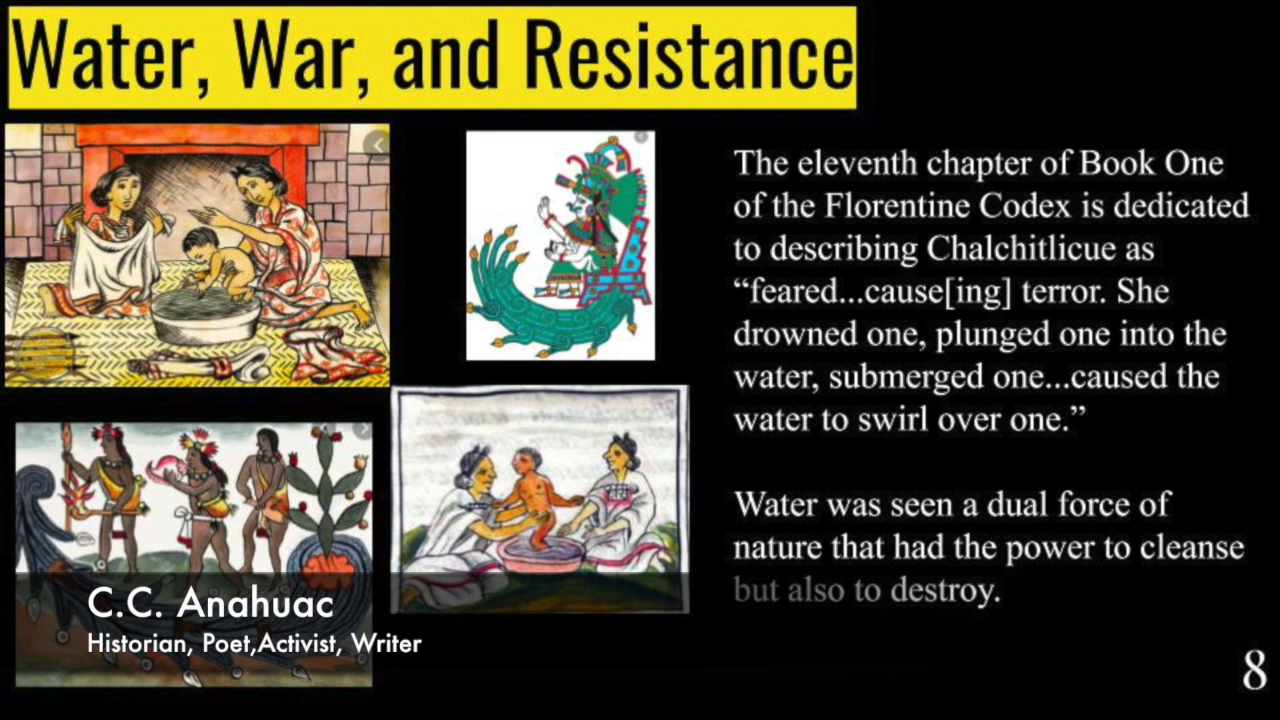 Water, War, and Resistance
The eleventh chapter of Book One
of the Florentine Codex is dedicated
to describing Chalchitlicue as
“feared...cause[ing] terror. She
drowned one, plunged one into the
water, submerged one...caused the
water to swirl over one.”
Water was seen a dual force of
nature that had the power to cleanse
but also to destroy.
C.C. Anahuac
Historian, Poet,Activist, Writer
8